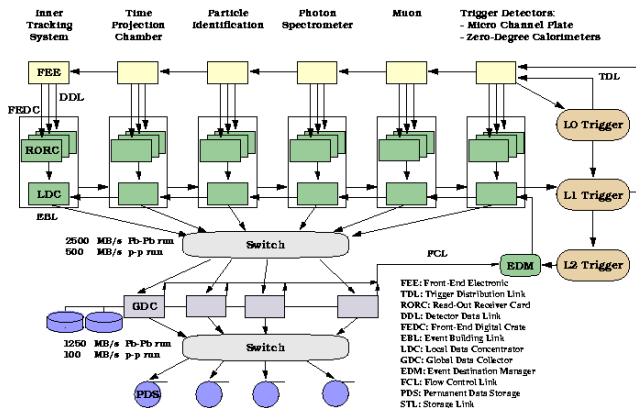 Inner
Tracking
System
Time
Projection
Chamber
Particle
Identification
Photon
Spectrometer
Muon
Trigger Detectors:
- Micro Channel Plate
- Zero-Degree Calorimeters
FEE
TDL
DDL
FEDC
L0 Trigger
RORC
LDC
L1 Trigger
EBL
2500 MB/s Pb-Pb run
500 MB/s p-p run
Switch
FCL
EDM
L2 Trigger
GDC
1250 MB/s Pb-Pb run
100 MB/s p-p run
Switch
PDS
FEE: Front-End Electronic
TDL: Trigger Distribution Link
RORC: Read-Out Receiver Card
DDL: Detector Data Link
FEDC: Front-End Digital Crate
EBL: Event Building Link
LDC: Local Data Concentrator
GDC: Global Data Collector
EDM: Event Destination Manager
FCL: Flow Control Link
PDS: Permanent Data Storage
STL: Storage Link